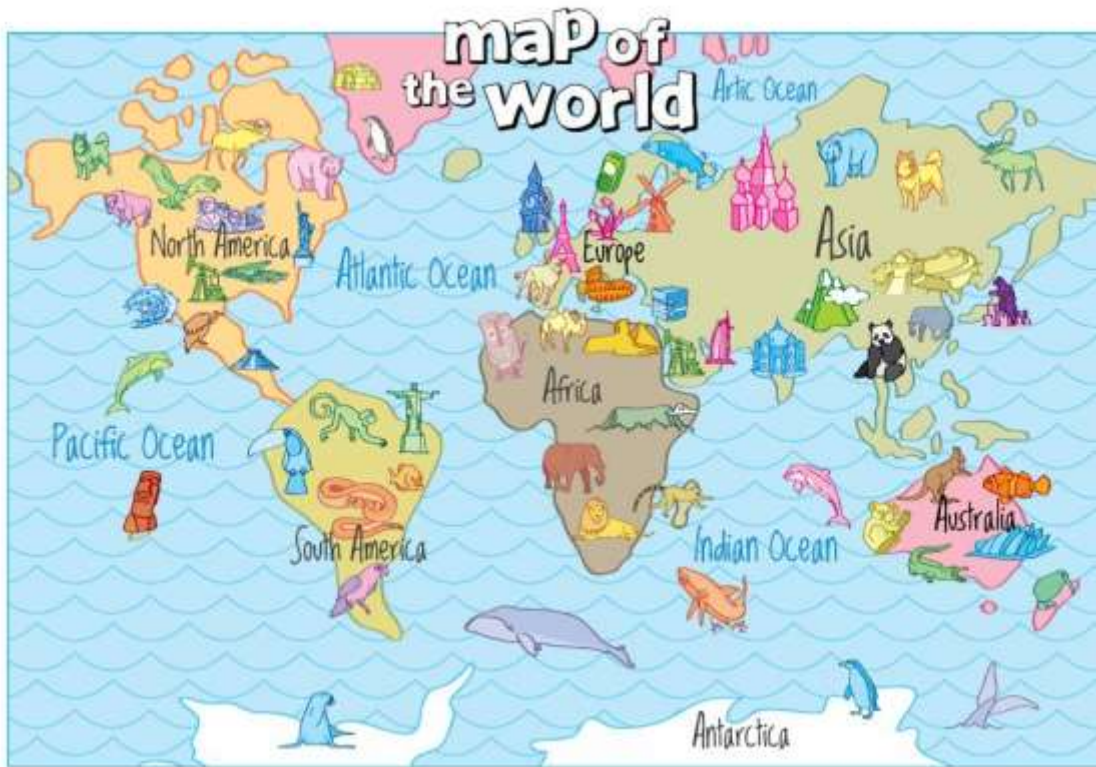 map of
the world
Artic Ocean
North America
Atlantic Ocean
Europe
Asia
Africa
Pacific Ocean
South America
Indian Ocean
Australia
Antarctica